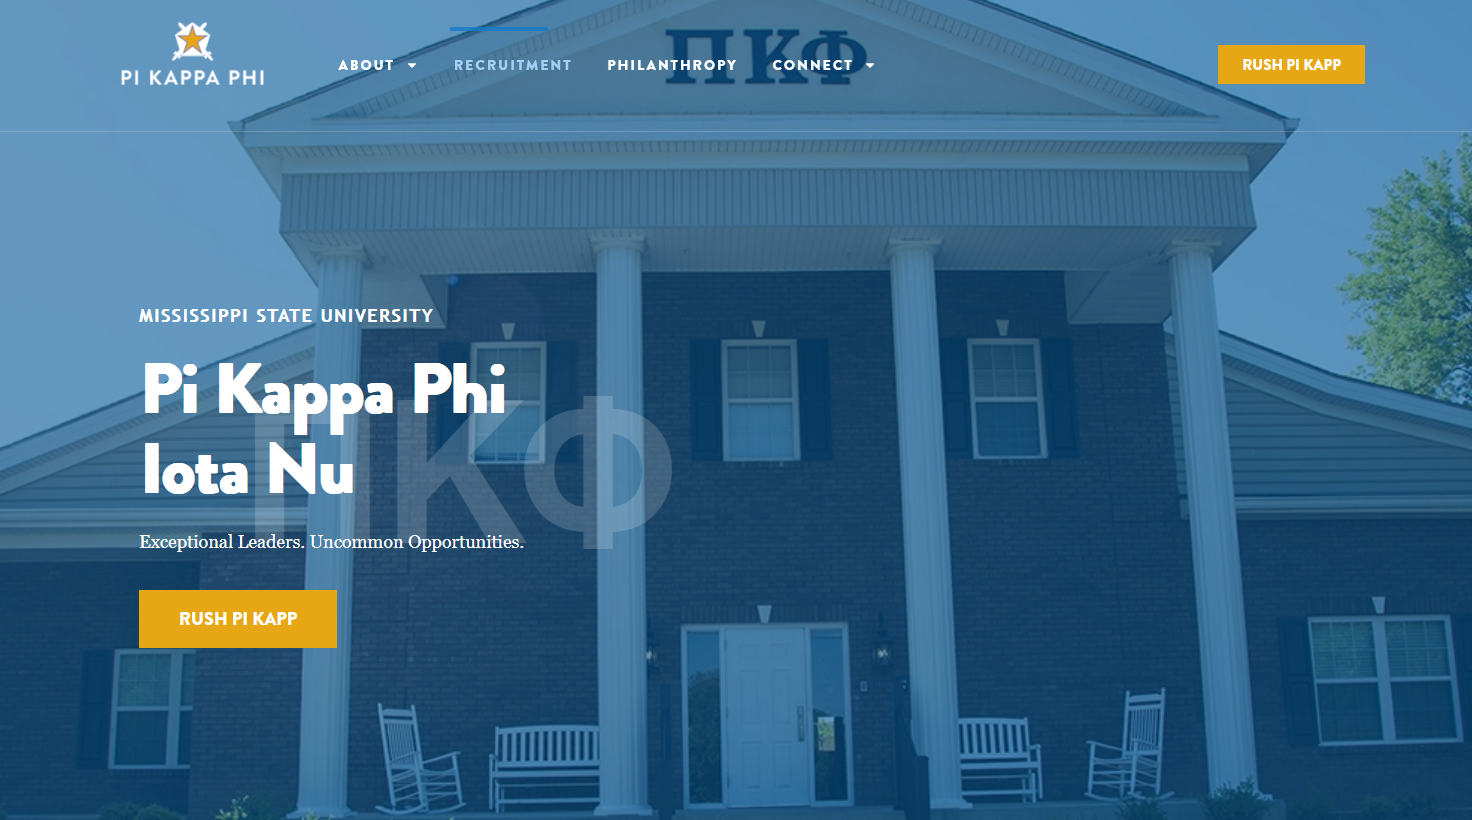 PI KAPPA PHI
ABOUT
RECRUITMENT
PHILANTHROPY
CONNECT
RUSH PI KAPP
ΠΚΦ
MISSISSIPPI STATE UNIVERSITY
Pi Kappa Phi
Iota Nu
ΠΚΦ
Exceptional Leaders. Uncommon Opportunities.
RUSH PI KAPP